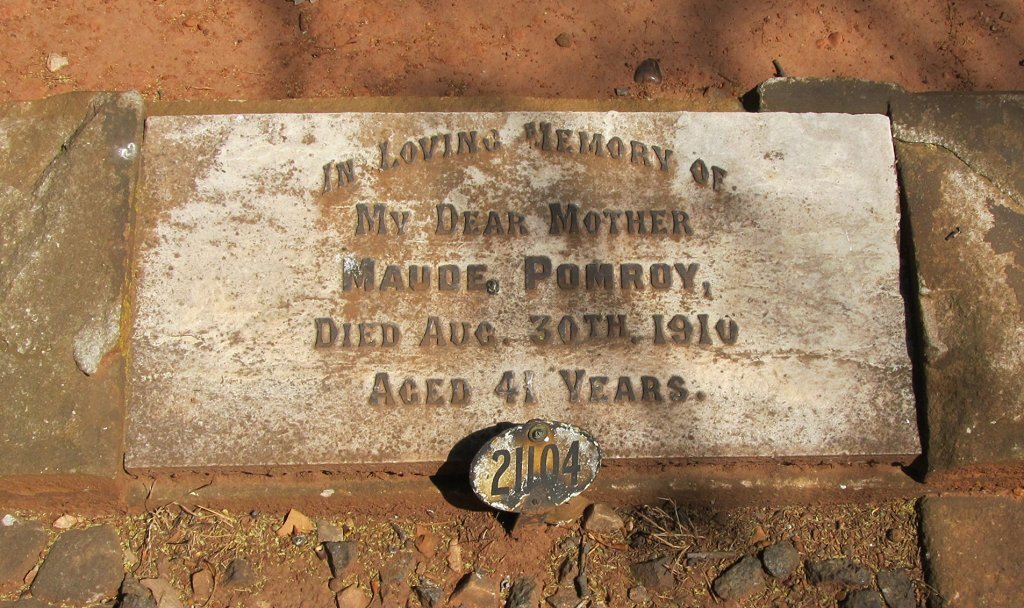 IN LOVING MEMORY OF
MY DEAR MOTHER
MAUDE. POMROY,
DIED AUG. 30TH. 1910
AGED 41 YEARS.
21104